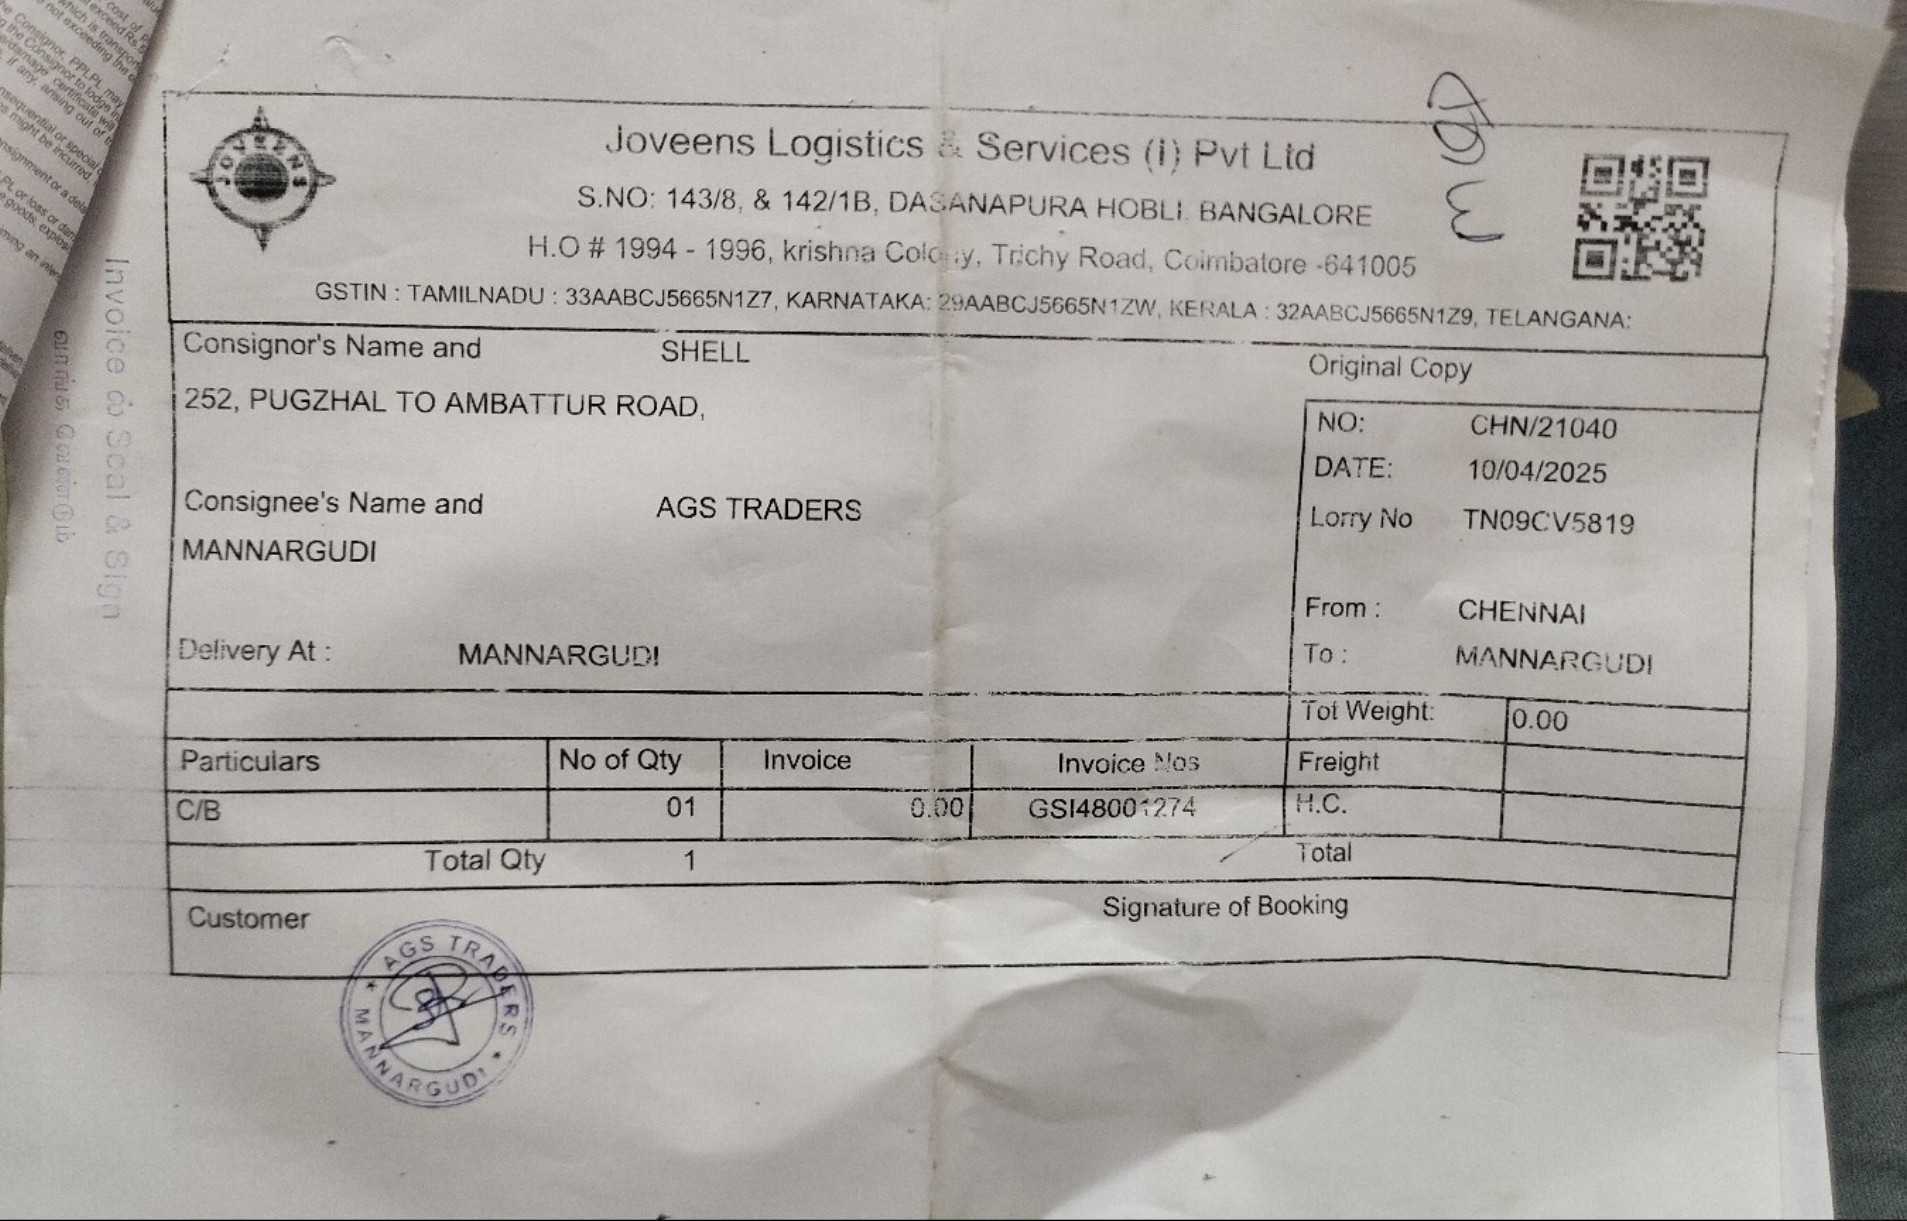 JOVEENS
Joveens Logistics & Services (I) Pvt Ltd
S.NO: 143/8, & 142/1B, DASANAPURA HOBLI. BANGALORE
H.O # 1994 - 1996, krishna Colony, Trichy Road, Coimbatore -641005
GSTIN : TAMILNADU : 33AABCJ5665N1Z7, KARNATAKA: 29AABCJ5665N1ZW, KERALA : 32AABCJ5665N1Z9, TELANGANA:
Consignor's Name and SHELL
252, PUGZHAL TO AMBATTUR ROAD,
Original Copy
NO: CHN/21040
DATE: 10/04/2025
Lorry No TN09CV5819
Consignee's Name and AGS TRADERS
MANNARGUDI
From : CHENNAI
To : MANNARGUDI
Delivery At : MANNARGUDI
Tot Weight: 0.00
Particulars No of Qty Invoice Invoice Nos Freight
C/B 01 0.00 GSI48001274 H.C.
Total Qty 1 Total
Customer Signature of Booking
AGS TRADERS
MANNARGUDI
Invoice ல் Seal & Sign
வாங்க வேண்டும்